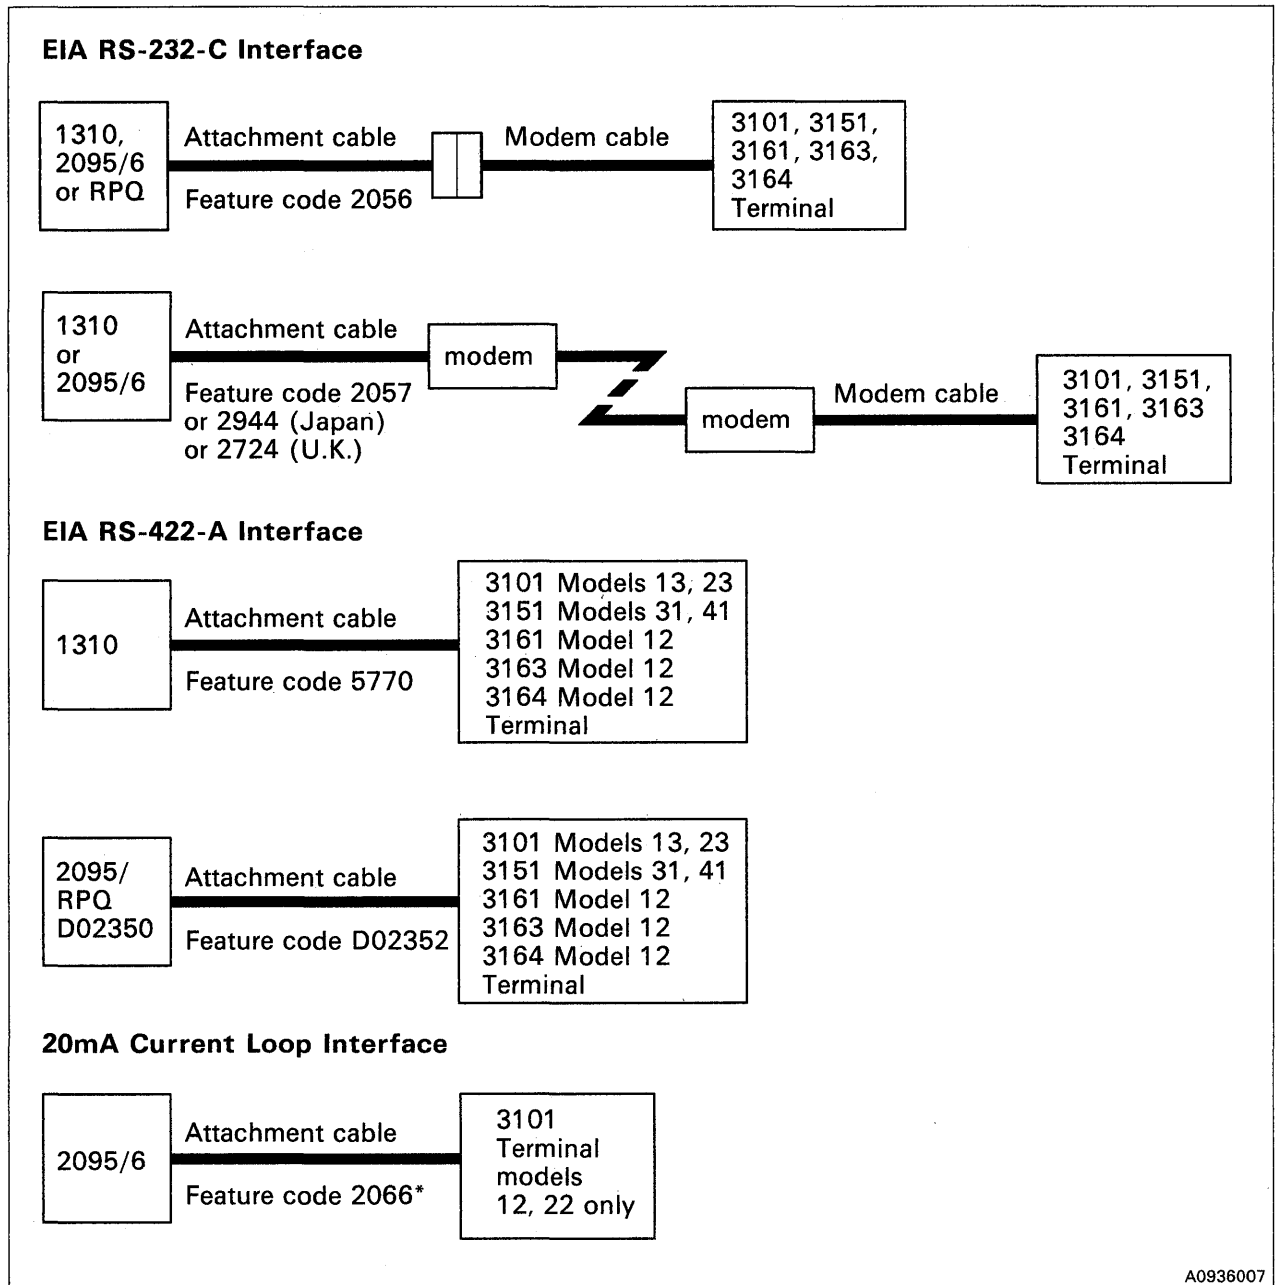 EIA RS-232-C Interface
1310,
2095/6
or RPQ
Attachment cable
Feature code 2056
Modem cable
3101, 3151,
3161, 3163,
3164
Terminal
1310
or
2095/6
Attachment cable
Feature code 2057
or 2944 (Japan)
or 2724 (U.K.)
modem
modem
Modem cable
3101, 3151,
3161, 3163
3164
Terminal
EIA RS-422-A Interface
1310
Attachment cable
Feature code 5770
3101 Models 13, 23
3151 Models 31, 41
3161 Model 12
3163 Model 12
3164 Model 12
Terminal
2095/
RPQ
D02350
Attachment cable
Feature code D02352
3101 Models 13, 23
3151 Models 31, 41
3161 Model 12
3163 Model 12
3164 Model 12
Terminal
20mA Current Loop Interface
2095/6
Attachment cable
Feature code 2066*
3101
Terminal
models
12, 22 only
A0936007